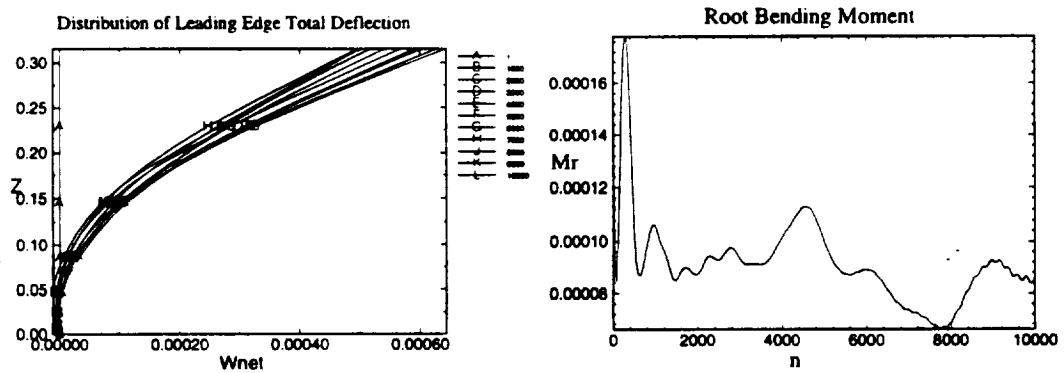 Distribution of Leading Edge Total Deflection
0.30
0.25
0.20
Z
0.15
0.10
0.05
0.00
0.00000 0.00020 0.00040 0.00060
Wnet
A
B
C
D
E
F
G
H
Root Bending Moment
0.00016
0.00014
Mr
0.00012
0.00010
0.00008
0 2000 4000 6000 8000 10000
n